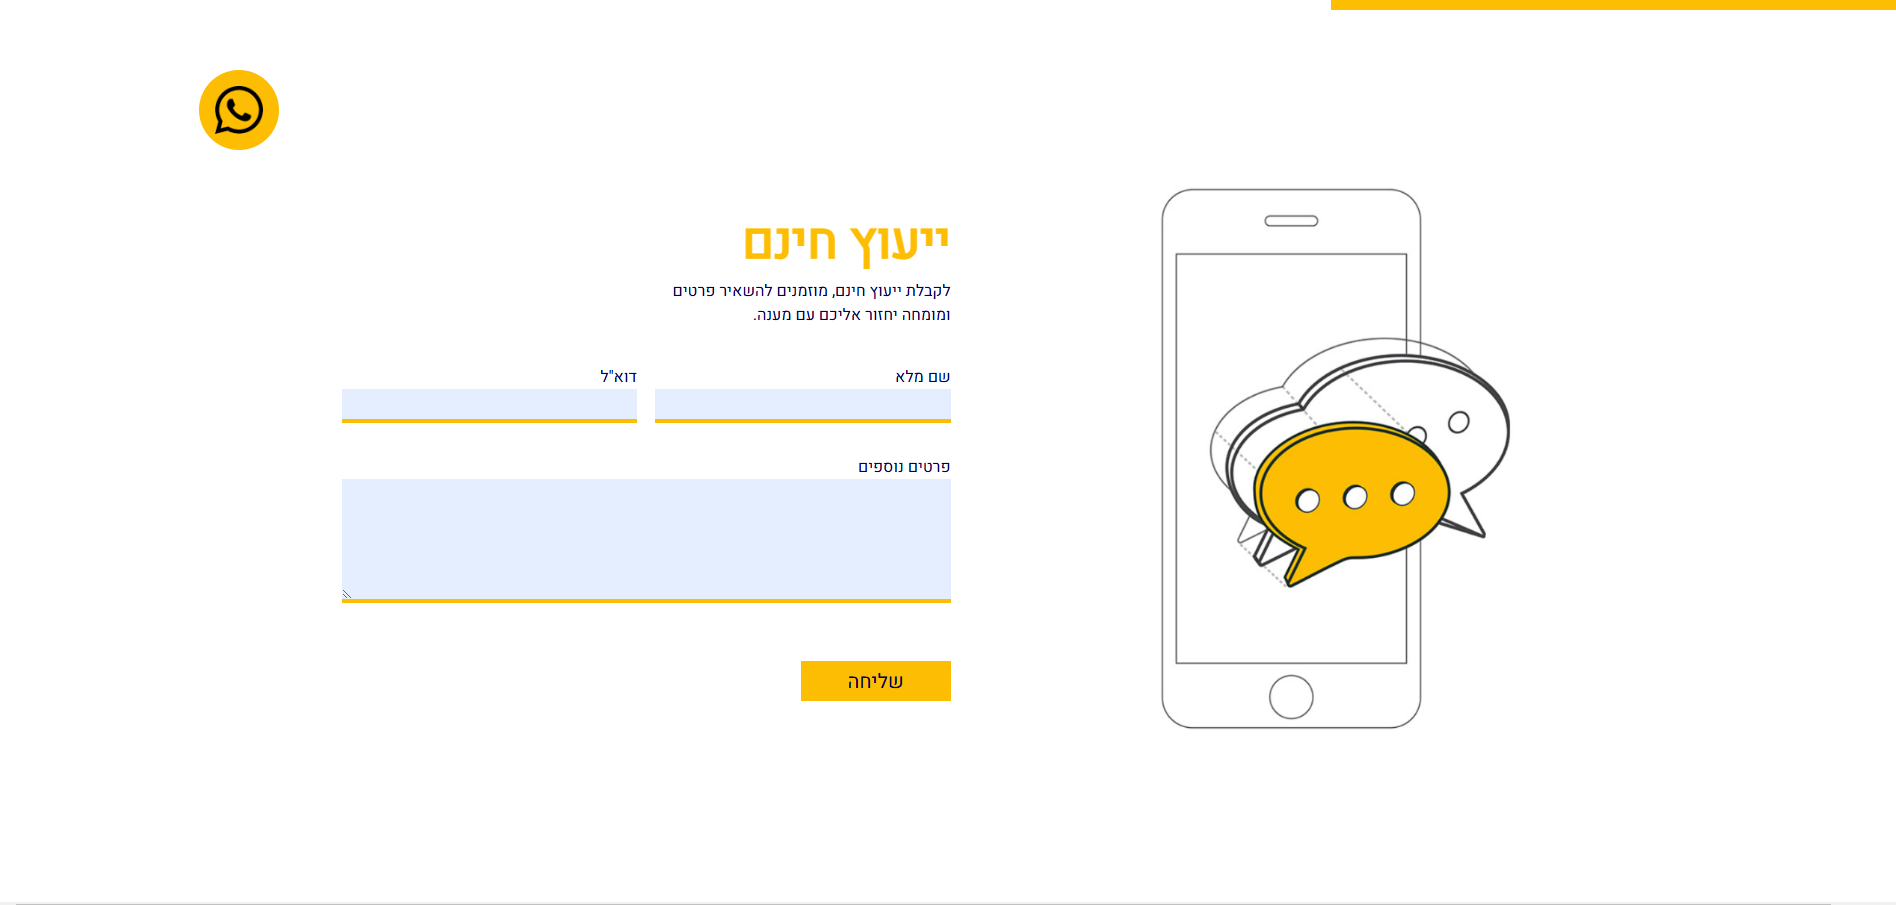 ייעוץ חינם
לקבלת ייעוץ חינם, מוזמנים להשאיר פרטים
ומומחה יחזור אליכם עם מענה.
שם מלא
דוא"ל
פרטים נוספים
שליחה